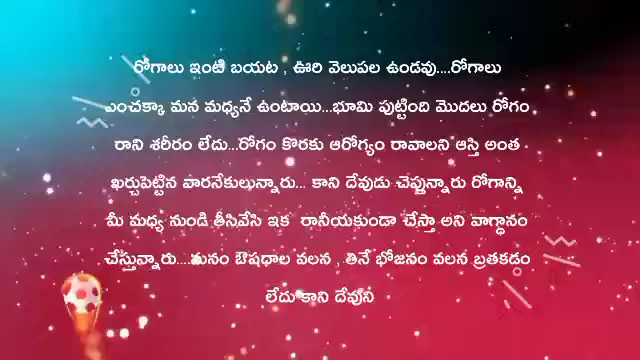 రోగాలు ఇంటి బయట , ఊరి వెలుపల ఉండవు....రోగాలు
ఎంచక్కా మన మధ్యనే ఉంటాయి...భూమి పుట్టింది మొదలు రోగం
రాని శరీరం లేదు...రోగం కొరకు ఆరోగ్యం రావాలని ఆస్తి అంత
ఖర్చుపెట్టిన వారనేకులున్నారు... కాని దేవుడు చెప్తున్నారు రోగాన్ని
మీ మధ్య నుండి తీసివేసి ఇక రానీయకుండా చేస్తా అని వాగ్ధానం
చేస్తువ్నారు....మనం ఔషధాల వలన , తినే భోజనం వలన బ్రతకడం
లేదు కాని దేవుని